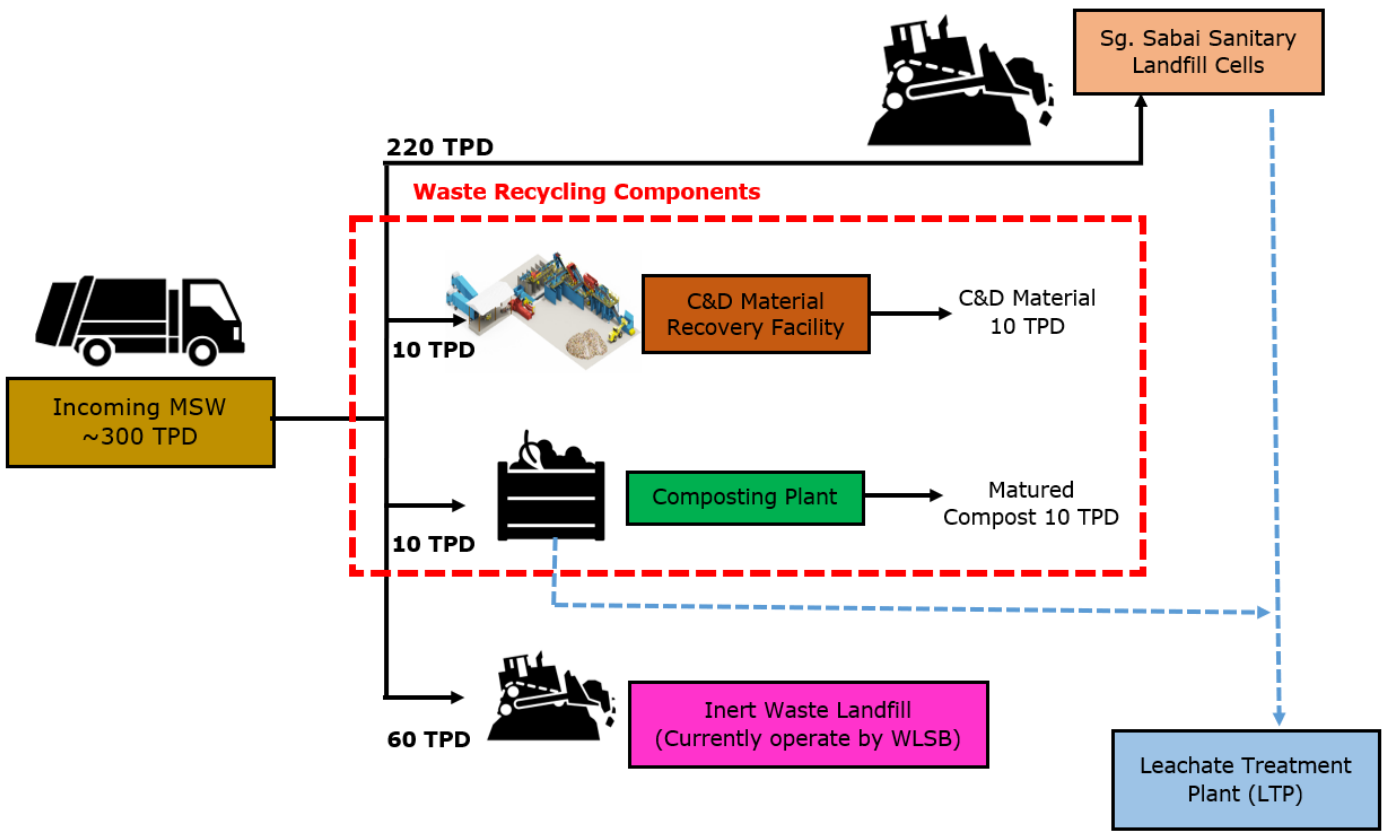 Sg. Sabai Sanitary
Landfill Cells
220 TPD
Waste Recycling Components
C&D Material
Recovery Facility
C&D Material
10 TPD
10 TPD
Incoming MSW
~300 TPD
Composting Plant
Matured
Compost 10 TPD
10 TPD
Inert Waste Landfill
(Currently operate by WLSB)
60 TPD
Leachate Treatment
Plant (LTP)